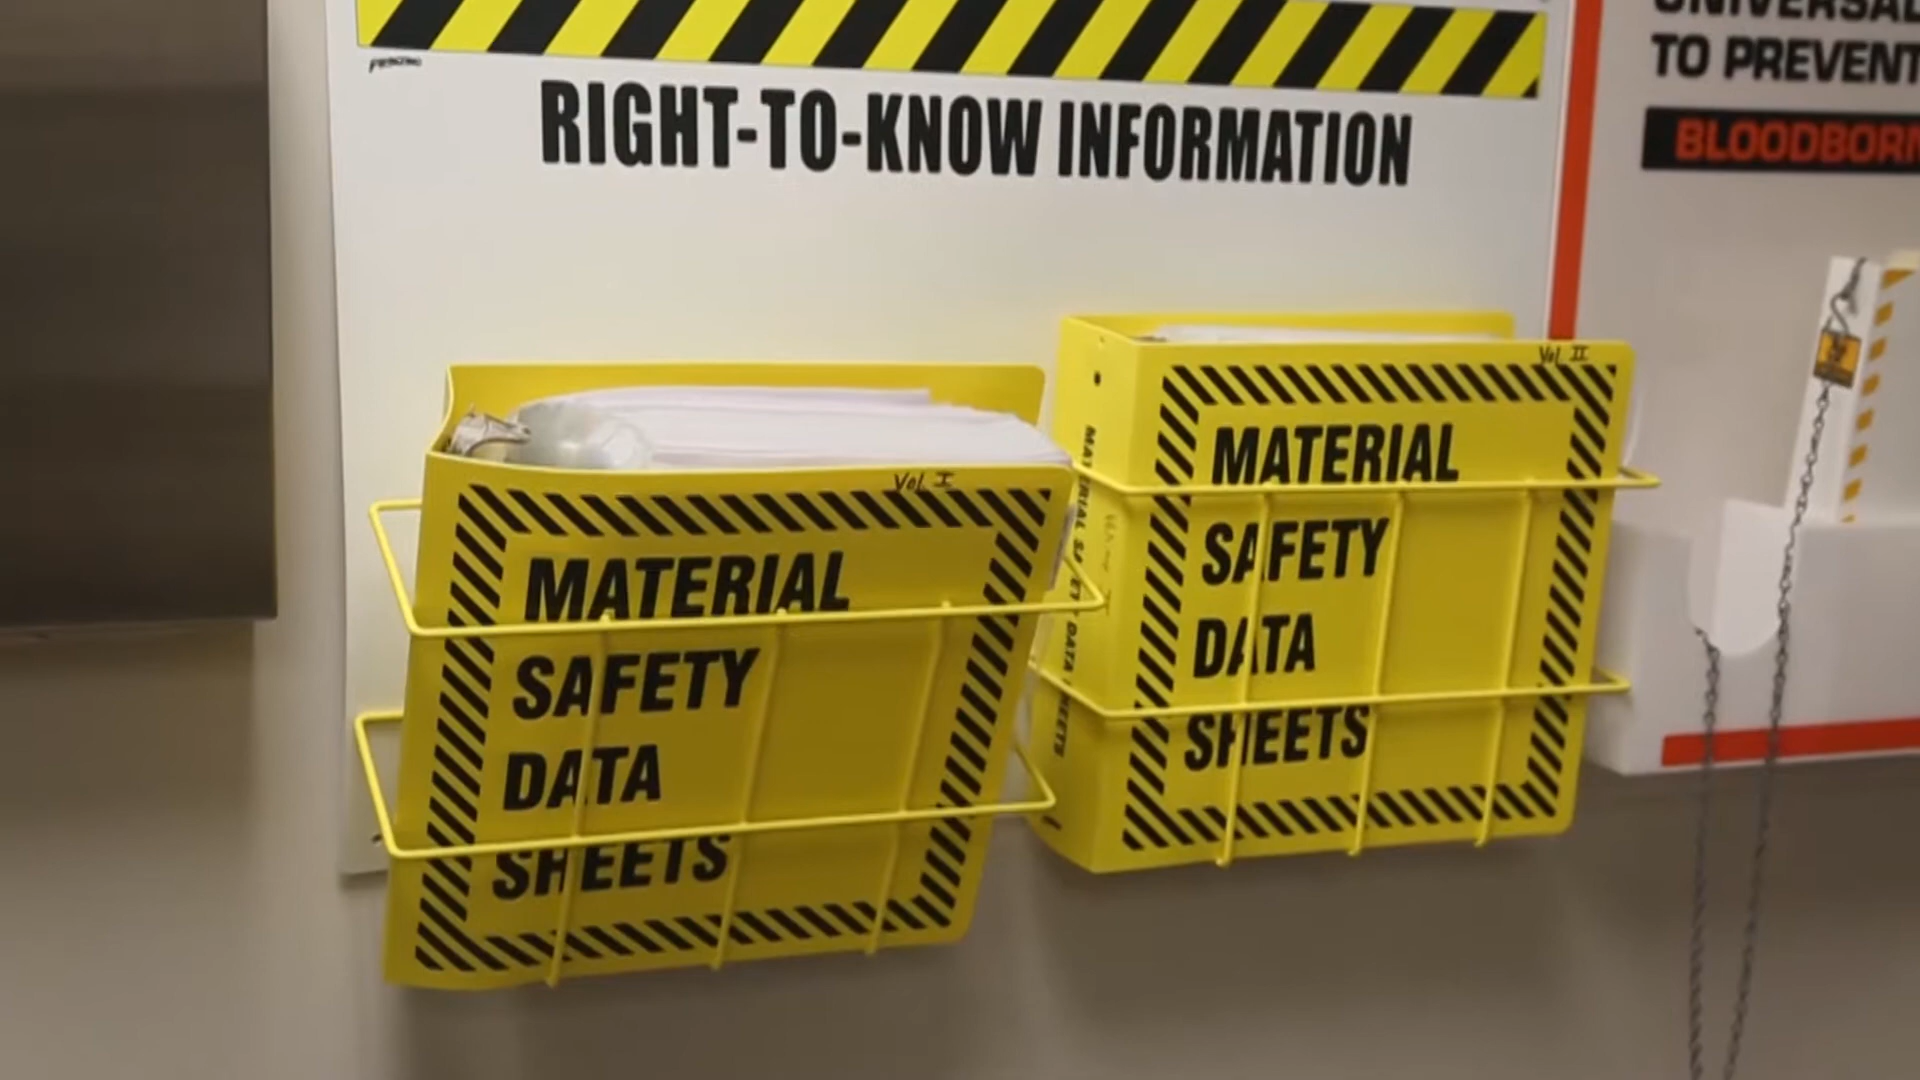 RIGHT-TO-KNOW INFORMATION
UNIVERSAL
TO PREVENT
BLOODBORN
Vol I
MATERIAL
SAFETY
DATA
SHEETS
Vol II
MATERIAL
SAFETY
DATA
SHEETS
MATERIAL SAFETY DATA SHEETS